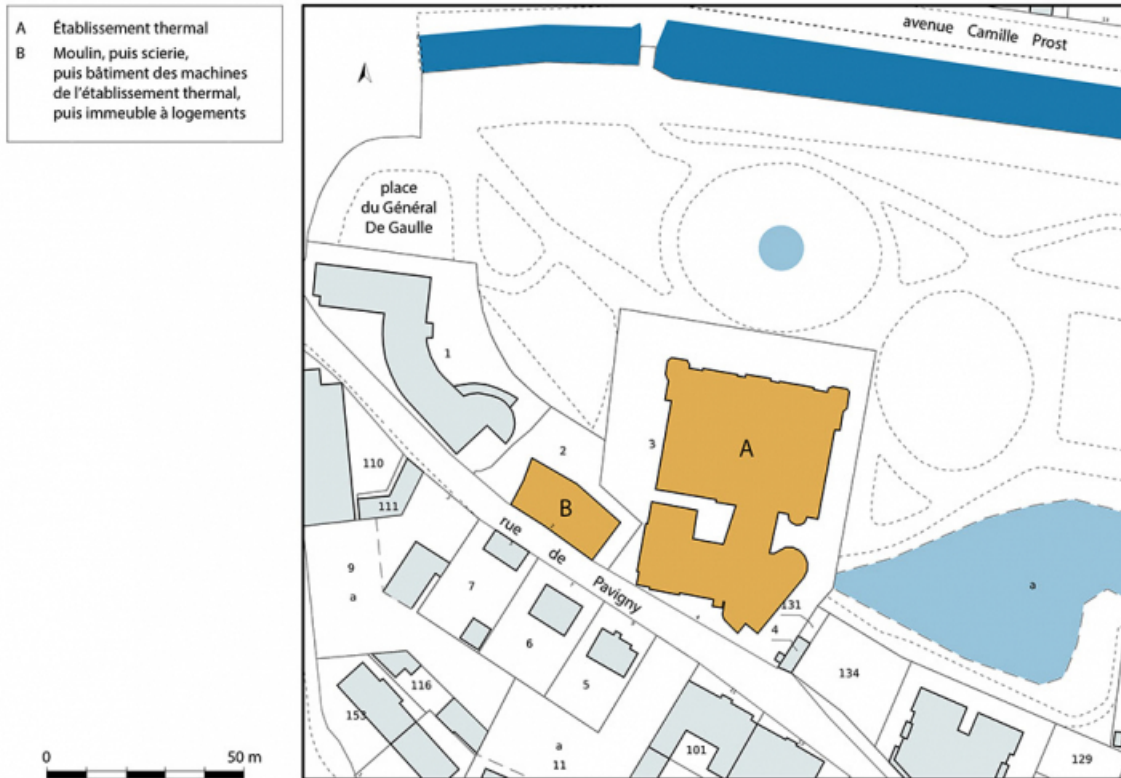 A Établissement thermal
B Moulin, puis scierie,
puis bâtiment des machines
de l'établissement thermal,
puis immeuble à logements
avenue Camille Prost
place
du Général
De Gaulle
1
3
A
2
110
B
111
rue de Pavigny
9
a
7
a
131
4
6
134
5
116
153
a
11
101
129
0 50 m